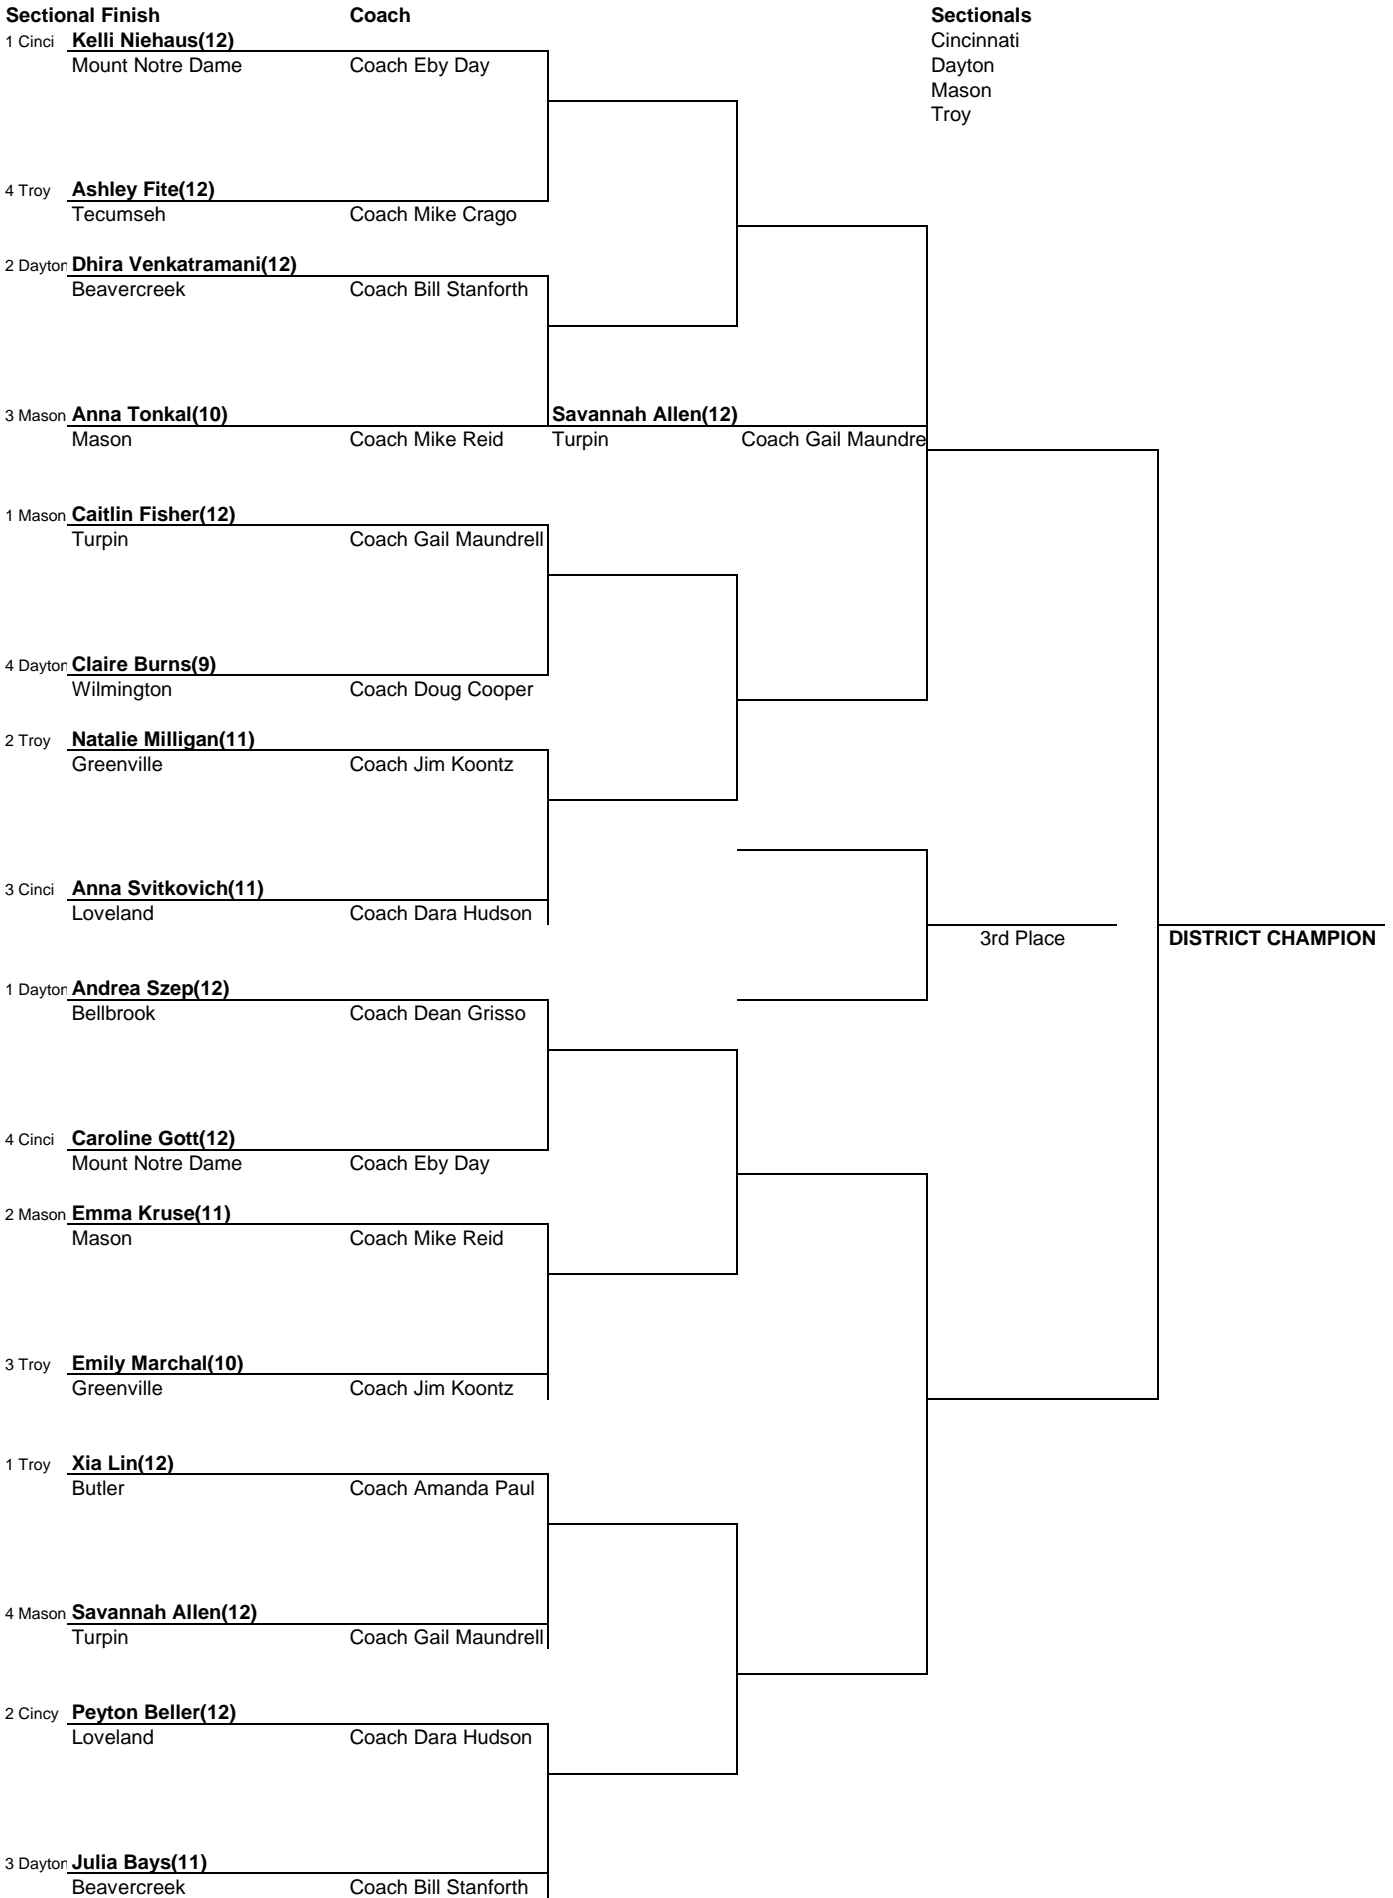 Sectional Finish Coach Sectionals
1 Cinci Kelli Niehaus(12) Cincinnati
Mount Notre Dame Coach Eby Day Dayton
Mason
Troy
4 Troy Ashley Fite(12)
Tecumseh Coach Mike Crago
2 Dayton Dhira Venkatramani(12)
Beavercreek Coach Bill Stanforth
3 Mason Anna Tonkal(10) Savannah Allen(12)
Mason Coach Mike Reid Turpin Coach Gail Maundre
1 Mason Caitlin Fisher(12)
Turpin Coach Gail Maundrell
4 Dayton Claire Burns(9)
Wilmington Coach Doug Cooper
2 Troy Natalie Milligan(11)
Greenville Coach Jim Koontz
3 Cinci Anna Svitkovich(11)
Loveland Coach Dara Hudson
3rd Place DISTRICT CHAMPION
1 Dayton Andrea Szep(12)
Bellbrook Coach Dean Grisso
4 Cinci Caroline Gott(12)
Mount Notre Dame Coach Eby Day
2 Mason Emma Kruse(11)
Mason Coach Mike Reid
3 Troy Emily Marchal(10)
Greenville Coach Jim Koontz
1 Troy Xia Lin(12)
Butler Coach Amanda Paul
4 Mason Savannah Allen(12)
Turpin Coach Gail Maundrell
2 Cincy Peyton Beller(12)
Loveland Coach Dara Hudson
3 Dayton Julia Bays(11)
Beavercreek Coach Bill Stanforth